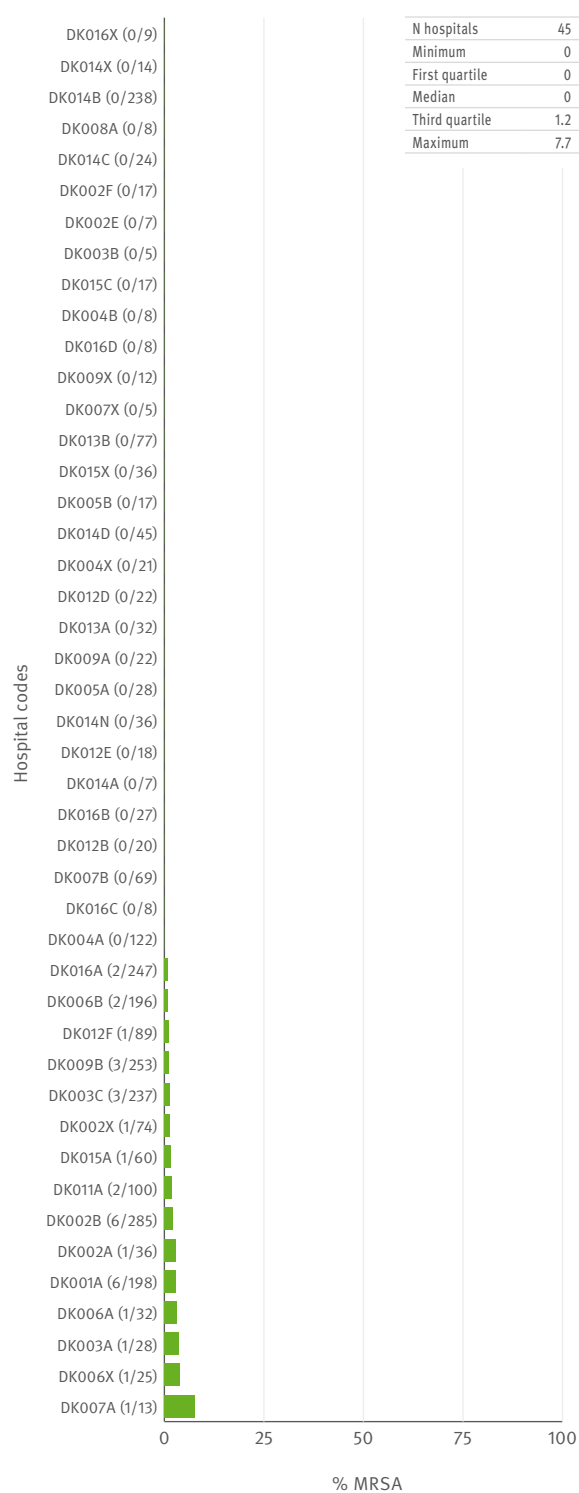 N hospitals 45
Minimum 0
First quartile 0
Median 0
Third quartile 1.2
Maximum 7.7
Hospital codes
DK016X (0/9)
DK014X (0/14)
DK014B (0/238)
DK008A (0/8)
DK014C (0/24)
DK002F (0/17)
DK002E (0/7)
DK003B (0/5)
DK015C (0/17)
DK004B (0/8)
DK016D (0/8)
DK009X (0/12)
DK007X (0/5)
DK013B (0/77)
DK015X (0/36)
DK005B (0/17)
DK014D (0/45)
DK004X (0/21)
DK012D (0/22)
DK013A (0/32)
DK009A (0/22)
DK005A (0/28)
DK014N (0/36)
DK012E (0/18)
DK014A (0/7)
DK016B (0/27)
DK012B (0/20)
DK007B (0/69)
DK016C (0/8)
DK004A (0/122)
DK016A (2/247)
DK006B (2/196)
DK012F (1/89)
DK009B (3/253)
DK003C (3/237)
DK002X (1/74)
DK015A (1/60)
DK011A (2/100)
DK002B (6/285)
DK002A (1/36)
DK001A (6/198)
DK006A (1/32)
DK003A (1/28)
DK006X (1/25)
DK007A (1/13)
0 25 50 75 100
% MRSA